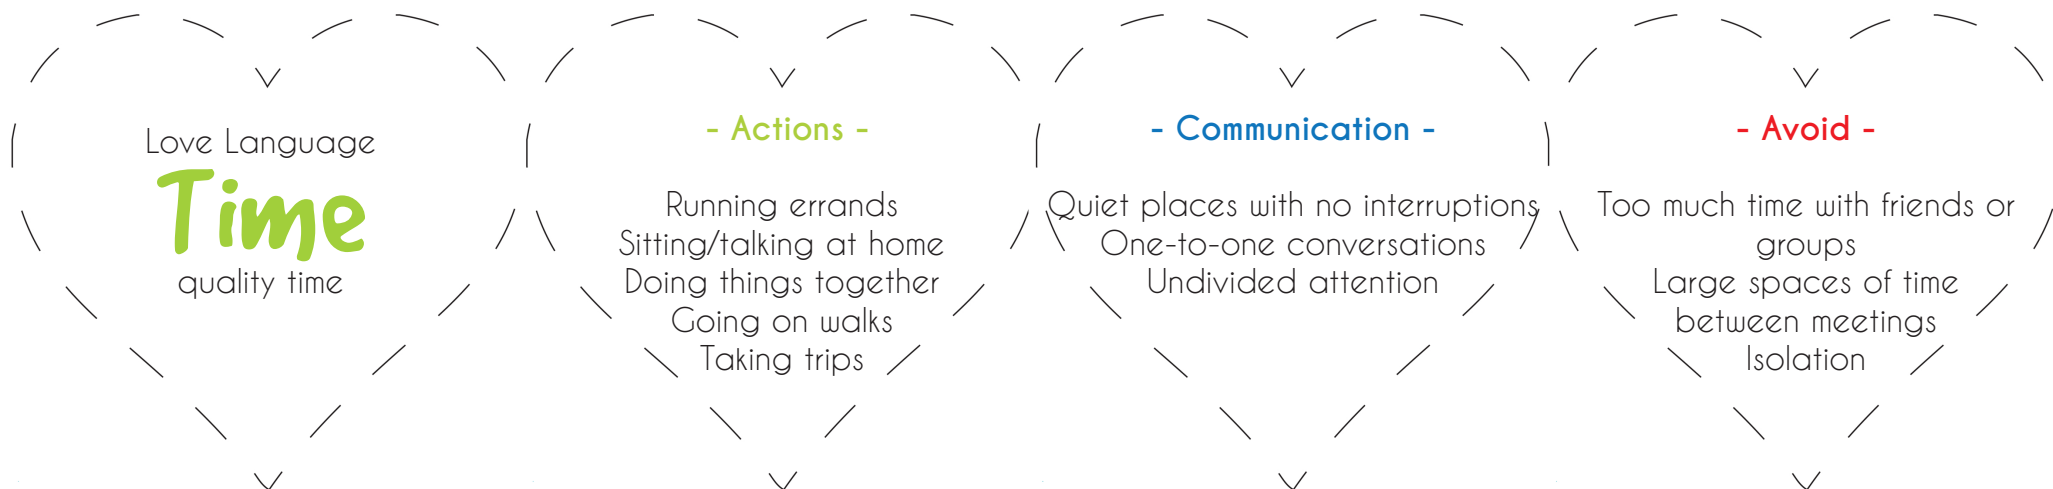 Love Language
Time
quality time
- Actions -
Running errands
Sitting/talking at home
Doing things together
Going on walks
Taking trips
- Communication -
Quiet places with no interruptions
One-to-one conversations
Undivided attention
- Avoid -
Too much time with friends or
groups
Large spaces of time
between meetings
Isolation